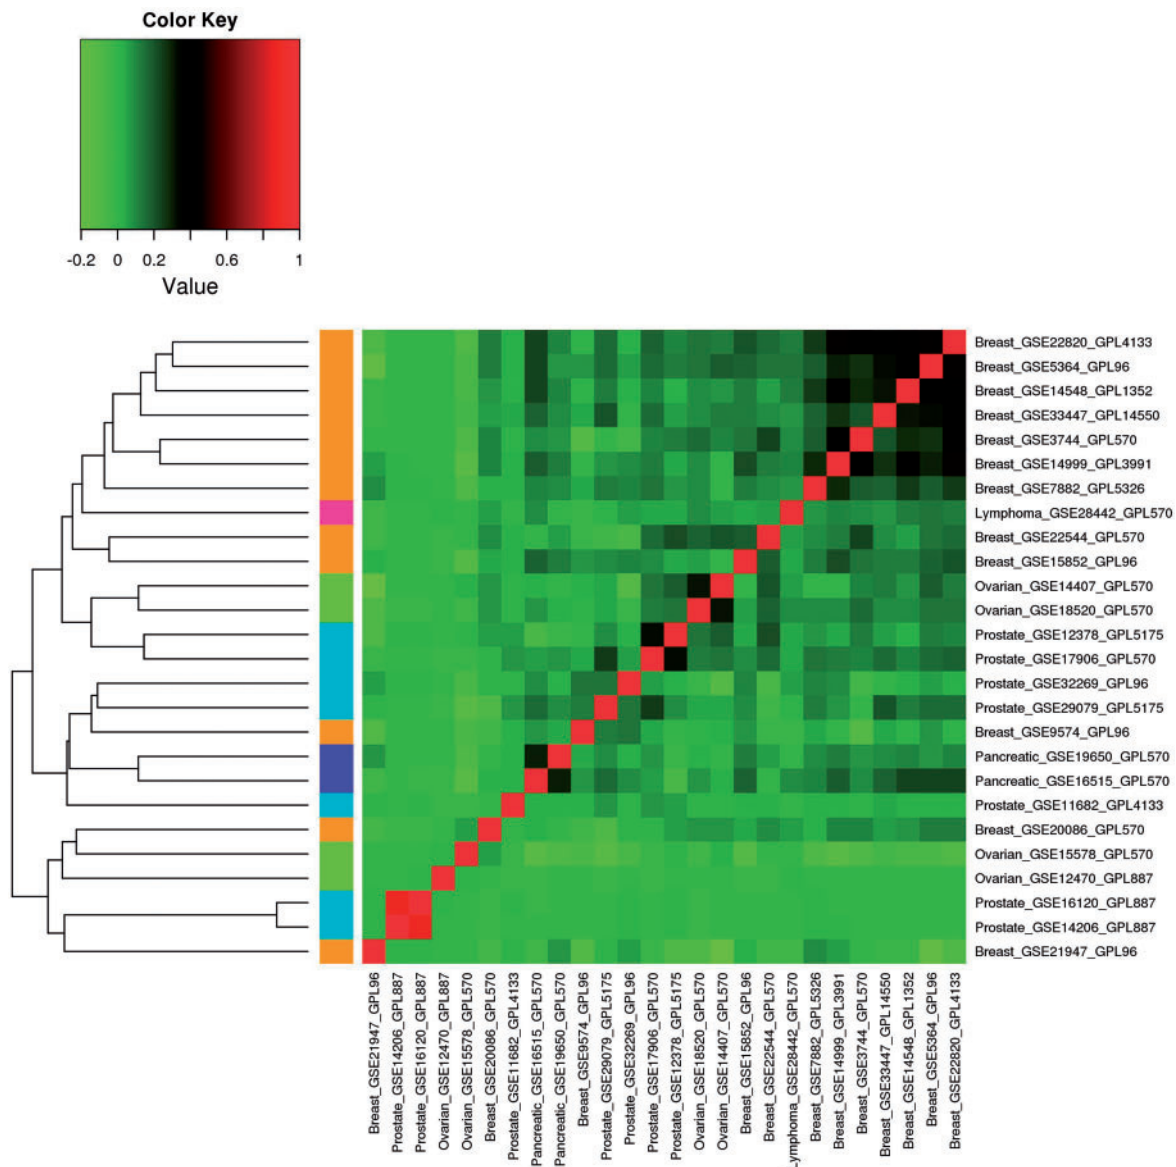 Color Key
-0.2 0 0.2 0.6 1
Value
Breast_GSE22820_GPL4133
Breast_GSE5364_GPL96
Breast_GSE14548_GPL1352
Breast_GSE33447_GPL14550
Breast_GSE3744_GPL570
Breast_GSE14999_GPL3991
Breast_GSE7882_GPL5326
Lymphoma_GSE28442_GPL570
Breast_GSE22544_GPL570
Breast_GSE15852_GPL96
Ovarian_GSE14407_GPL570
Ovarian_GSE18520_GPL570
Prostate_GSE12378_GPL5175
Prostate_GSE17906_GPL570
Prostate_GSE32269_GPL96
Prostate_GSE29079_GPL5175
Breast_GSE9574_GPL96
Pancreatic_GSE19650_GPL570
Pancreatic_GSE16515_GPL570
Prostate_GSE11682_GPL4133
Breast_GSE20086_GPL570
Ovarian_GSE15578_GPL570
Ovarian_GSE12470_GPL887
Prostate_GSE16120_GPL887
Prostate_GSE14206_GPL887
Breast_GSE21947_GPL96
Breast_GSE21947_GPL96
Prostate_GSE14206_GPL887
Prostate_GSE16120_GPL887
Ovarian_GSE12470_GPL887
Ovarian_GSE15578_GPL570
Breast_GSE20086_GPL570
Prostate_GSE11682_GPL4133
Pancreatic_GSE16515_GPL570
Pancreatic_GSE19650_GPL570
Breast_GSE9574_GPL96
Prostate_GSE29079_GPL5175
Prostate_GSE32269_GPL96
Prostate_GSE17906_GPL570
Prostate_GSE12378_GPL5175
Ovarian_GSE18520_GPL570
Ovarian_GSE14407_GPL570
Breast_GSE15852_GPL96
Breast_GSE22544_GPL570
Lymphoma_GSE28442_GPL570
Breast_GSE7882_GPL5326
Breast_GSE14999_GPL3991
Breast_GSE3744_GPL570
Breast_GSE33447_GPL14550
Breast_GSE14548_GPL1352
Breast_GSE5364_GPL96
Breast_GSE22820_GPL4133